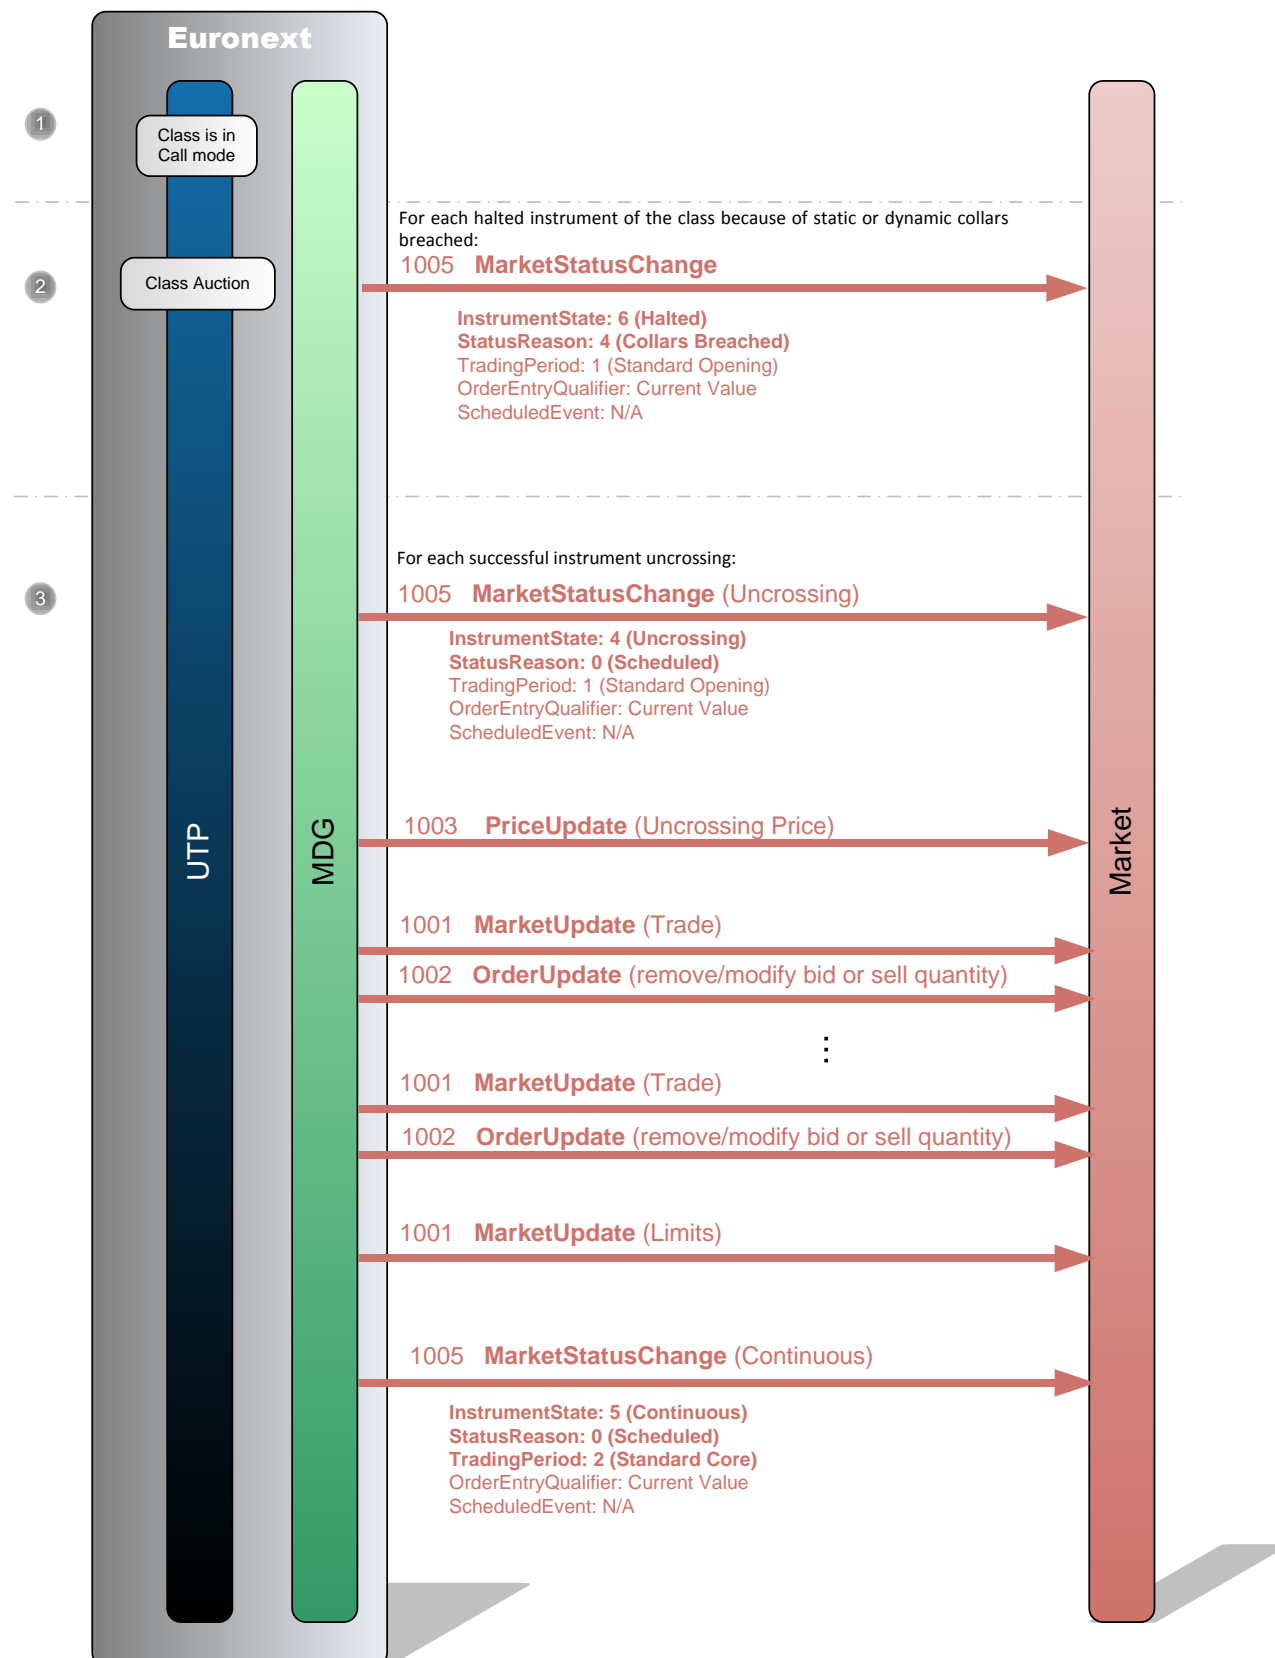 Euronext
1
Class is in
Call mode
For each halted instrument of the class because of static or dynamic collars
breached:
1005 MarketStatusChange
2
Class Auction
InstrumentState: 6 (Halted)
StatusReason: 4 (Collars Breached)
TradingPeriod: 1 (Standard Opening)
OrderEntryQualifier: Current Value
ScheduledEvent: N/A
For each successful instrument uncrossing:
3
1005 MarketStatusChange (Uncrossing)
InstrumentState: 4 (Uncrossing)
StatusReason: 0 (Scheduled)
TradingPeriod: 1 (Standard Opening)
OrderEntryQualifier: Current Value
ScheduledEvent: N/A
UTP
MDG
Market
1003 PriceUpdate (Uncrossing Price)
1001 MarketUpdate (Trade)
1002 OrderUpdate (remove/modify bid or sell quantity)
...
1001 MarketUpdate (Trade)
1002 OrderUpdate (remove/modify bid or sell quantity)
1001 MarketUpdate (Limits)
1005 MarketStatusChange (Continuous)
InstrumentState: 5 (Continuous)
StatusReason: 0 (Scheduled)
TradingPeriod: 2 (Standard Core)
OrderEntryQualifier: Current Value
ScheduledEvent: N/A